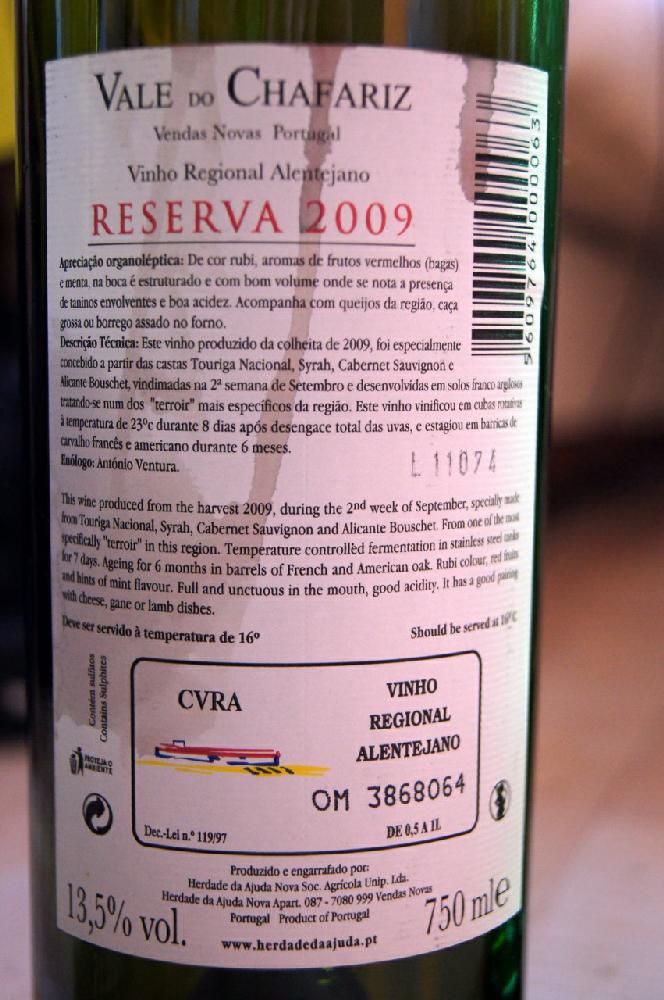 VALE DO CHAFARIZ
Vendas Novas Portugal
Vinho Regional Alentejano
RESERVA 2009
Apreciação organoléptica: De cor rubi, aromas de frutos vermelhos (bagas)
e menta, na boca é estruturado e com bom volume onde se nota a presença
de taninos envolventes e boa acidez. Acompanha com queijos da região, caça
grossa ou borrego assado no forno.
Descrição Técnica: Este vinho produzido da colheita de 2009, foi especialmente
concebido a partir das castas Touriga Nacional, Syrah, Cabernet Sauvignon e
Alicante Bouschet, vindimadas na 2ª semana de Setembro e desenvolvidas em solos franco argilosos
tratando-se num dos "terroir" mais específicos da região. Este vinho vinificou em cubas rotativas
à temperatura de 23ºc durante 8 dias após desengace total das uvas, e estagiou em barricas de
carvalho francês e americano durante 6 meses.
Enólogo: António Ventura.
L 11074
5609764000063
This wine produced from the harvest 2009, during the 2nd week of September, specially made
from Touriga Nacional, Syrah, Cabernet Sauvignon and Alicante Bouschet. From one of the most
specifically "terroir" in this region. Temperature controlled fermentation in stainless steel tanks
for 7 days. Ageing for 6 months in barrels of French and American oak. Rubi colour, red fruits
and hints of mint flavour. Full and unctuous in the mouth, good acidity. It has a good pairing
with cheese, gane or lamb dishes.
Deve ser servido à temperatura de 16º
Should be served at 16ºC
Contém sulfitos
Contains Sulphites
PROTEJA O
AMBIENTE
CVRA
VINHO
REGIONAL
ALENTEJANO
OM 3868064
Dec.-Lei n.º 119/97
DE 0,5 A 1L
Produzido e engarrafado por:
Herdade da Ajuda Nova Soc. Agrícola Unip. Lda.
Herdade da Ajuda Nova Apart. 087 - 7080 999 Vendas Novas
Portugal Product of Portugal
13,5% vol.
750 ml e
www.herdadedaajuda.pt